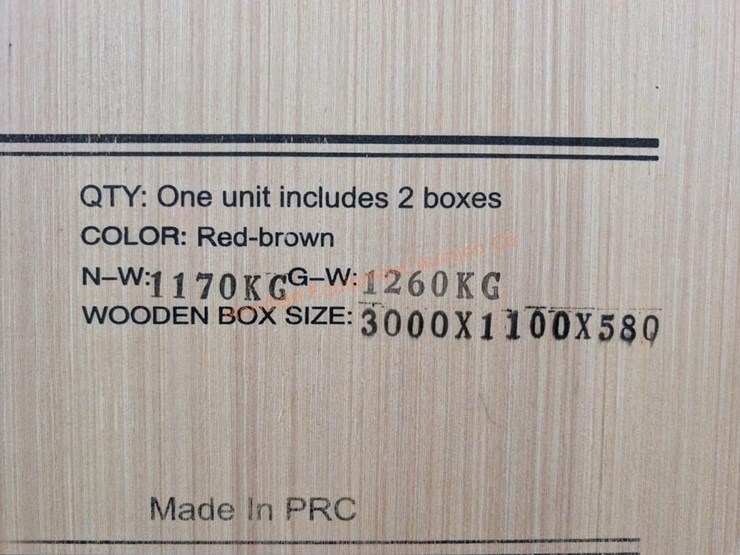 QTY: One unit includes 2 boxes
COLOR: Red-brown
N-W:1170KG G-W:1260KG
WOODEN BOX SIZE: 3000X1100X580
Made In PRC